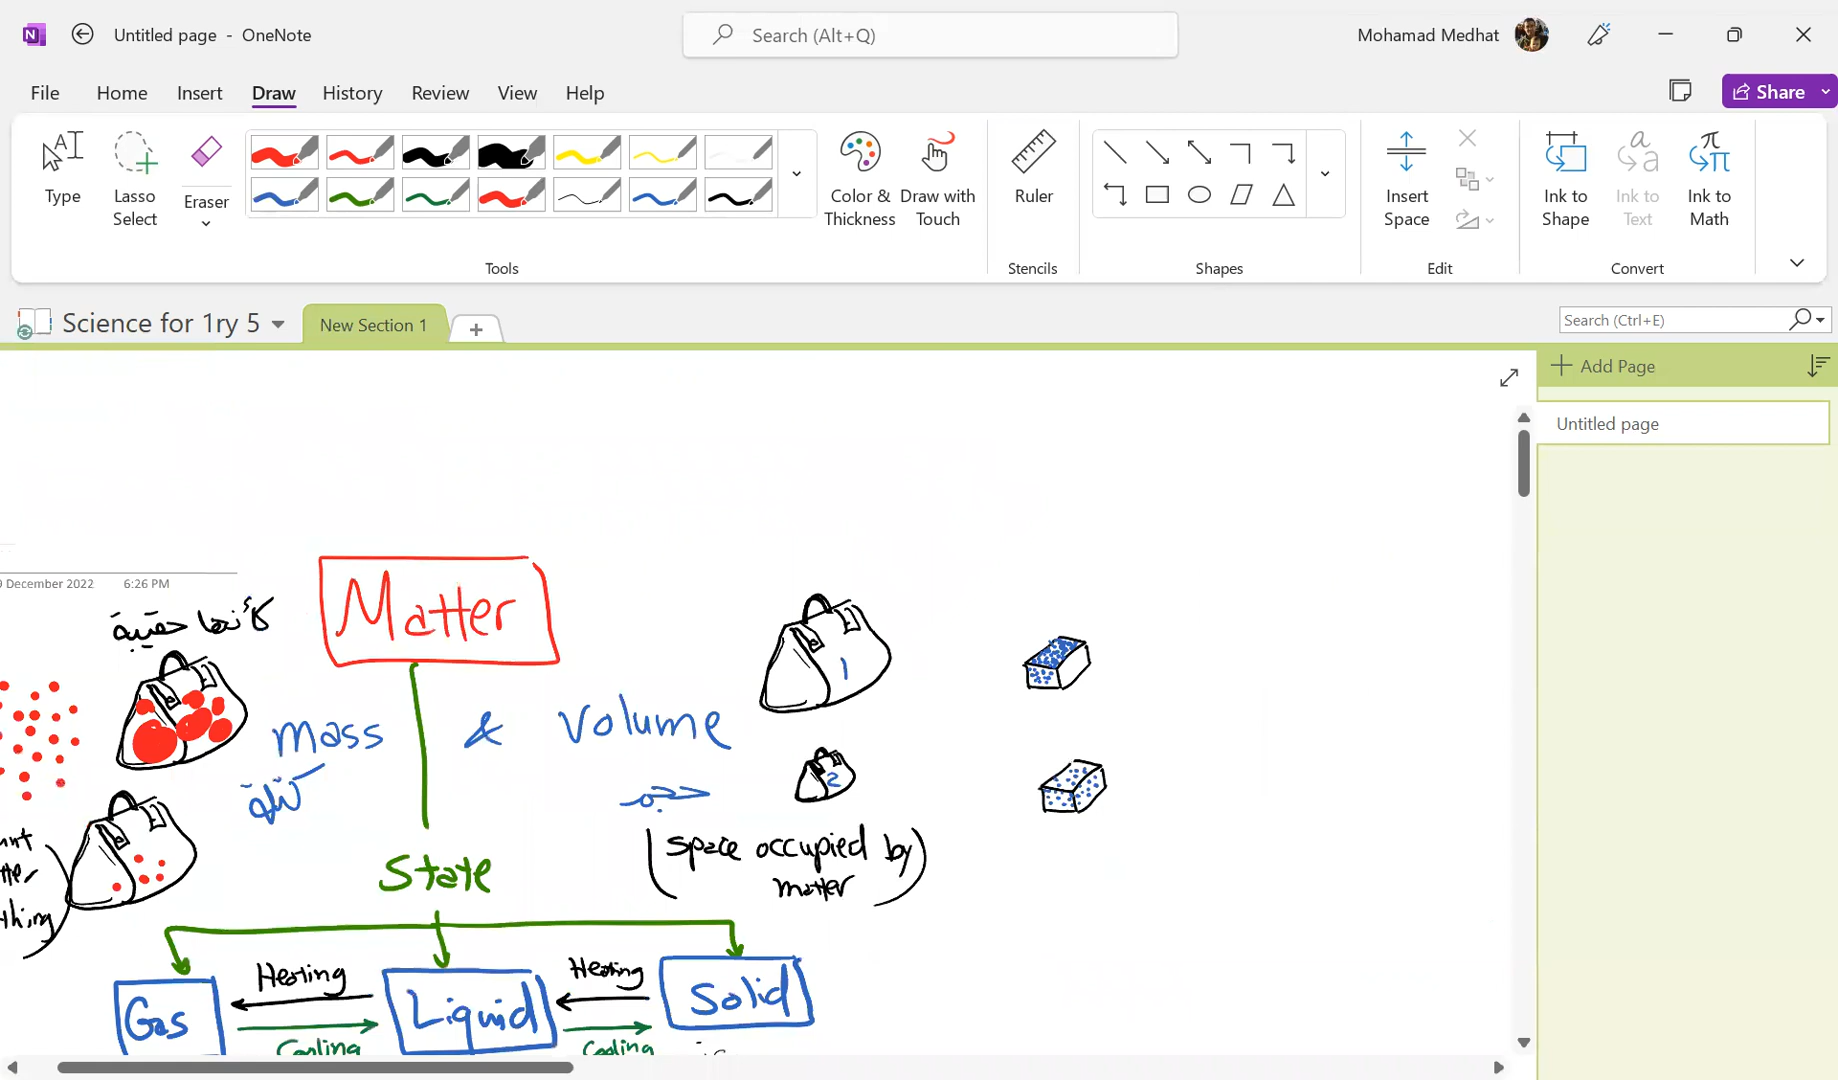 Untitled page - OneNote
Search (Alt+Q)
Mohamad Medhat
File Home Insert Draw History Review View Help
Share
Type
Lasso Select
Eraser
Color & Thickness
Draw with Touch
Ruler
Insert Space
Ink to Shape
Ink to Text
Ink to Math
Tools
Stencils
Shapes
Edit
Convert
Science for 1ry 5
New Section 1
Search (Ctrl+E)
Add Page
Untitled page
December 2022 6:26 PM
كأنها حقيبة
Matter
1
mass & Volume
2
حجم
State
(space occupied by
matter)
thing
Heating
Heating
Gas
Liquid
Solid
Cooling
Cooling